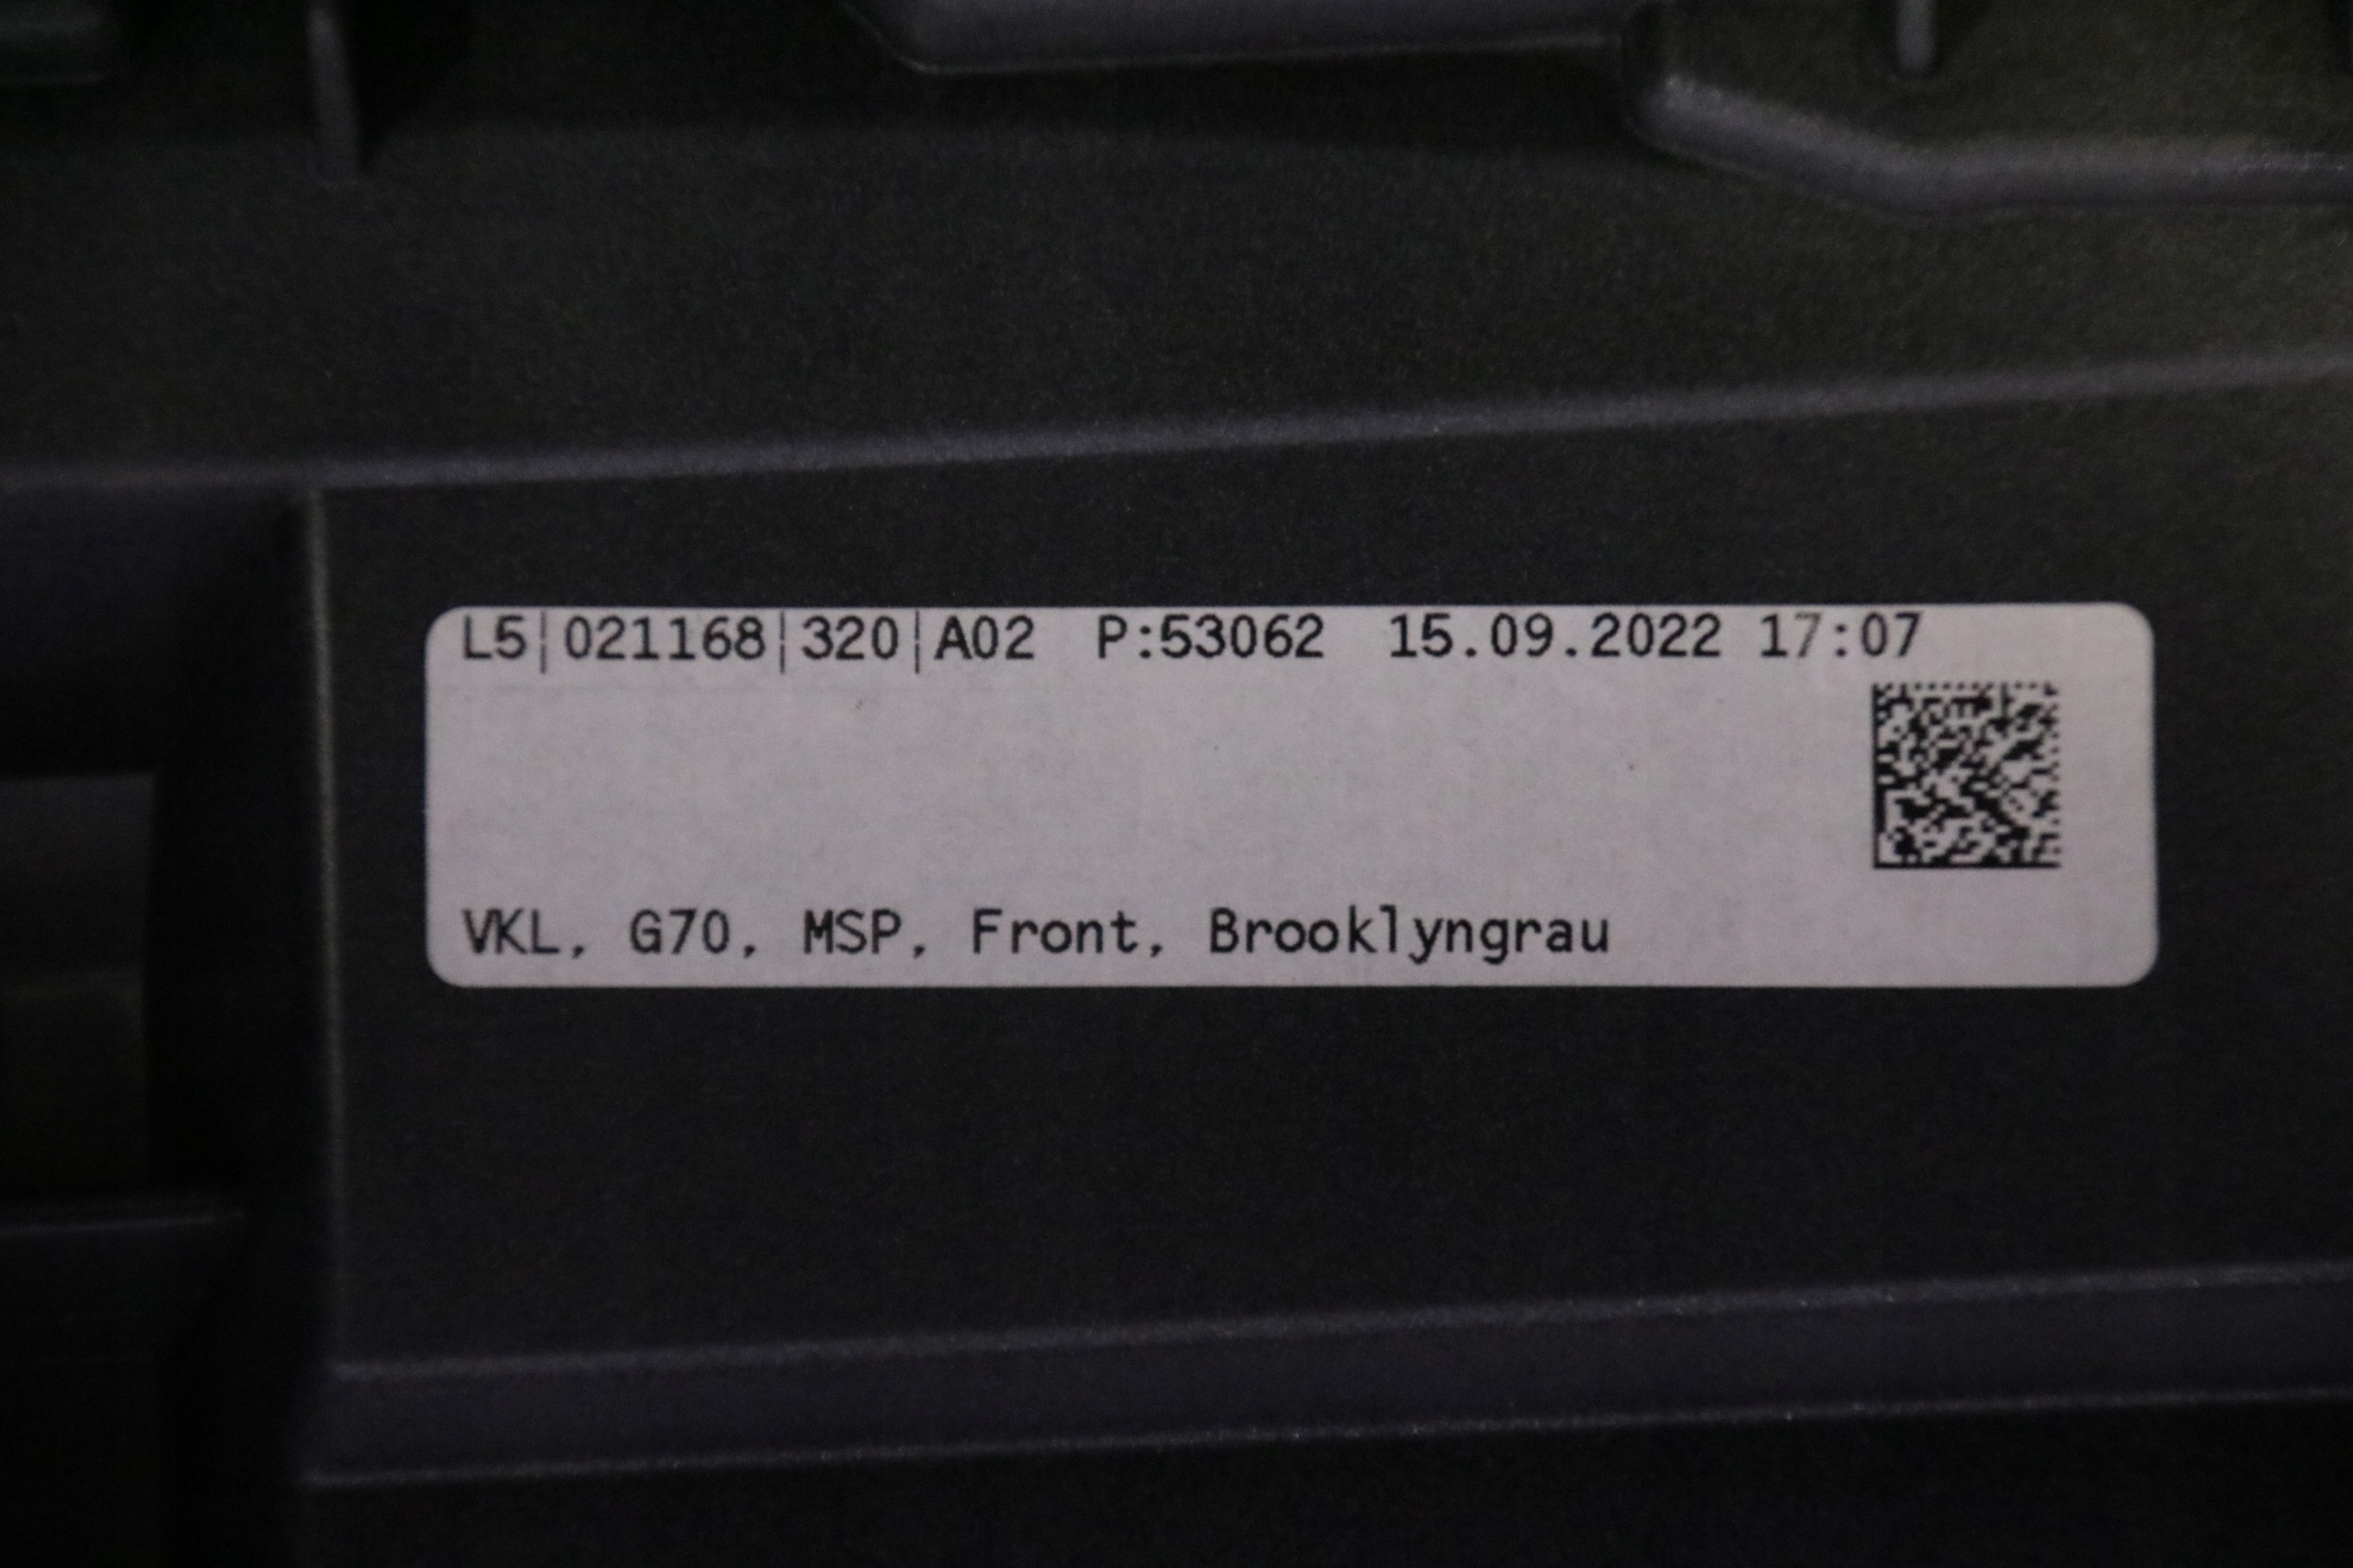 L5|021168|320|A02 P:53062 15.09.2022 17:07
VKL, G70, MSP, Front, Brooklyngrau